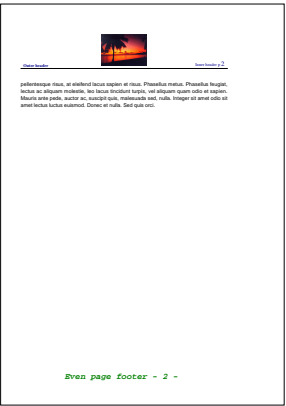 Outer header Inner header p.2
pellentesque risus, at eleifend lacus sapien et risus. Phasellus metus. Phasellus feugiat,
lectus ac aliquam molestie, leo lacus tincidunt turpis, vel aliquam quam odio et sapien.
Mauris ante pede, auctor ac, suscipit quis, malesuada sed, nulla. Integer sit amet odio sit
amet lectus luctus euismod. Donec et nulla. Sed quis orci.
Even page footer - 2 -